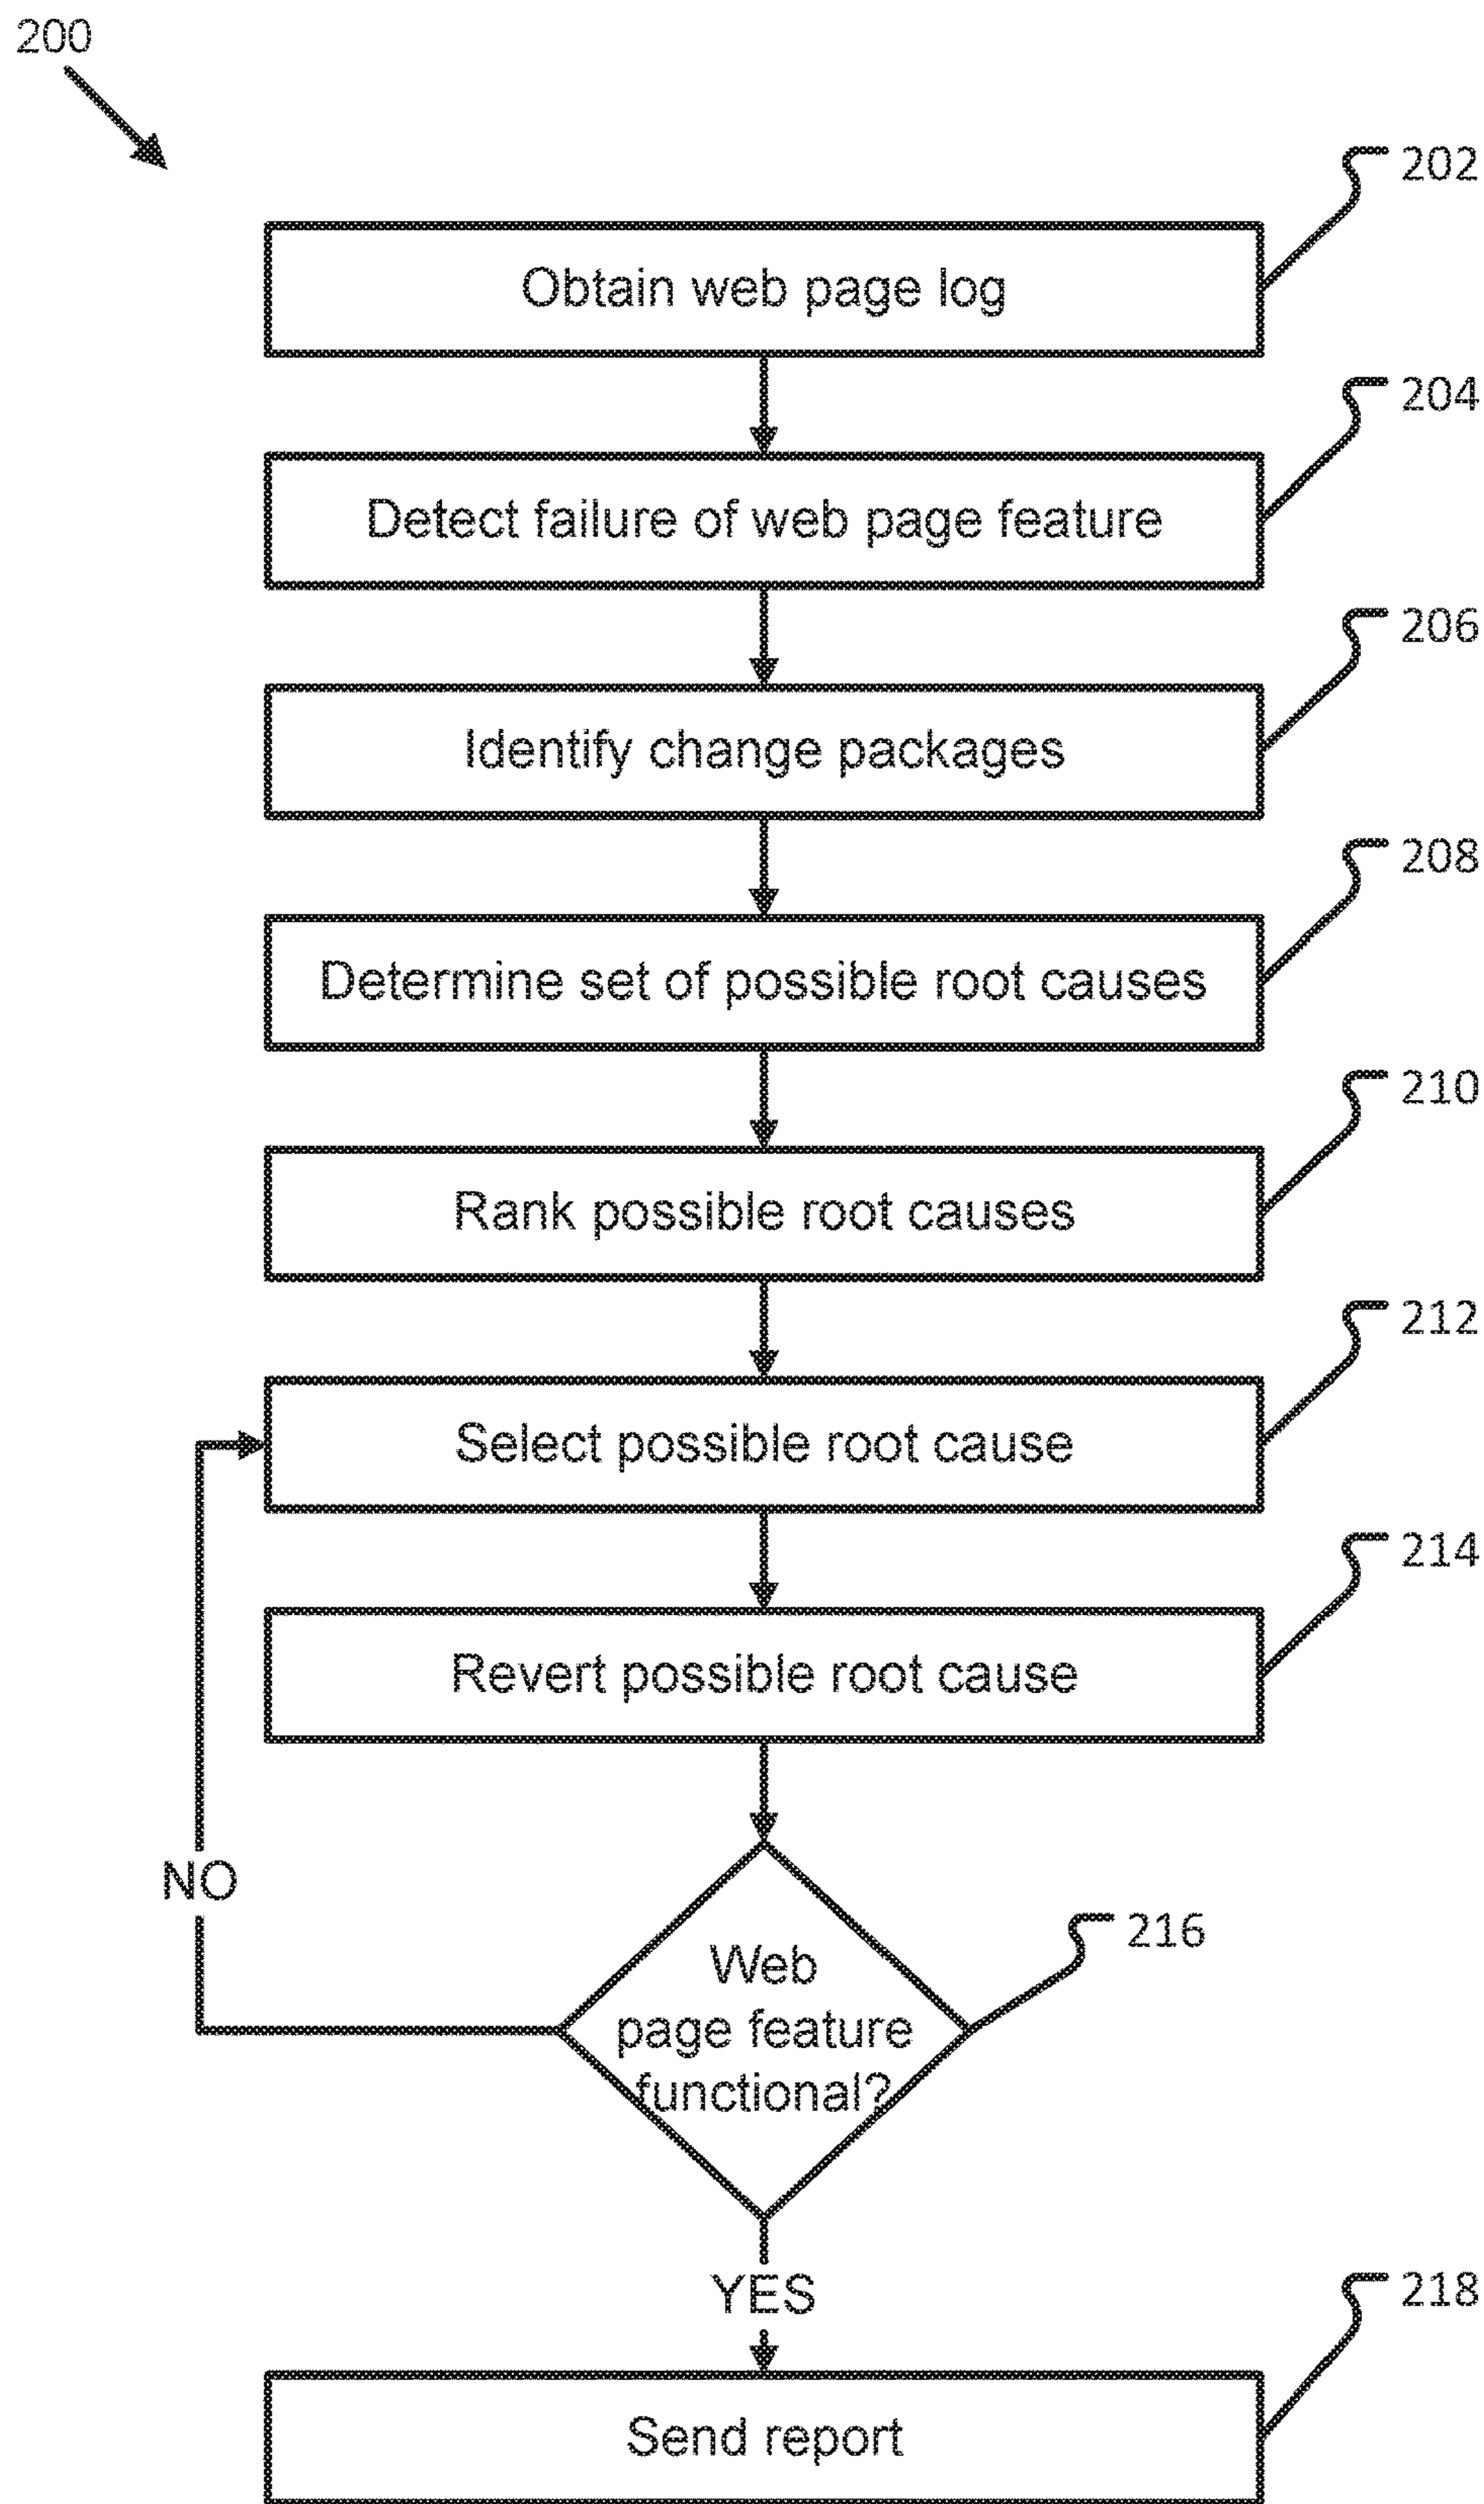 200
202
Obtain web page log
204
Detect failure of web page feature
206
Identify change packages
208
Determine set of possible root causes
210
Rank possible root causes
212
Select possible root cause
214
Revert possible root cause
NO
216
Web
page feature
functional?
YES
218
Send report